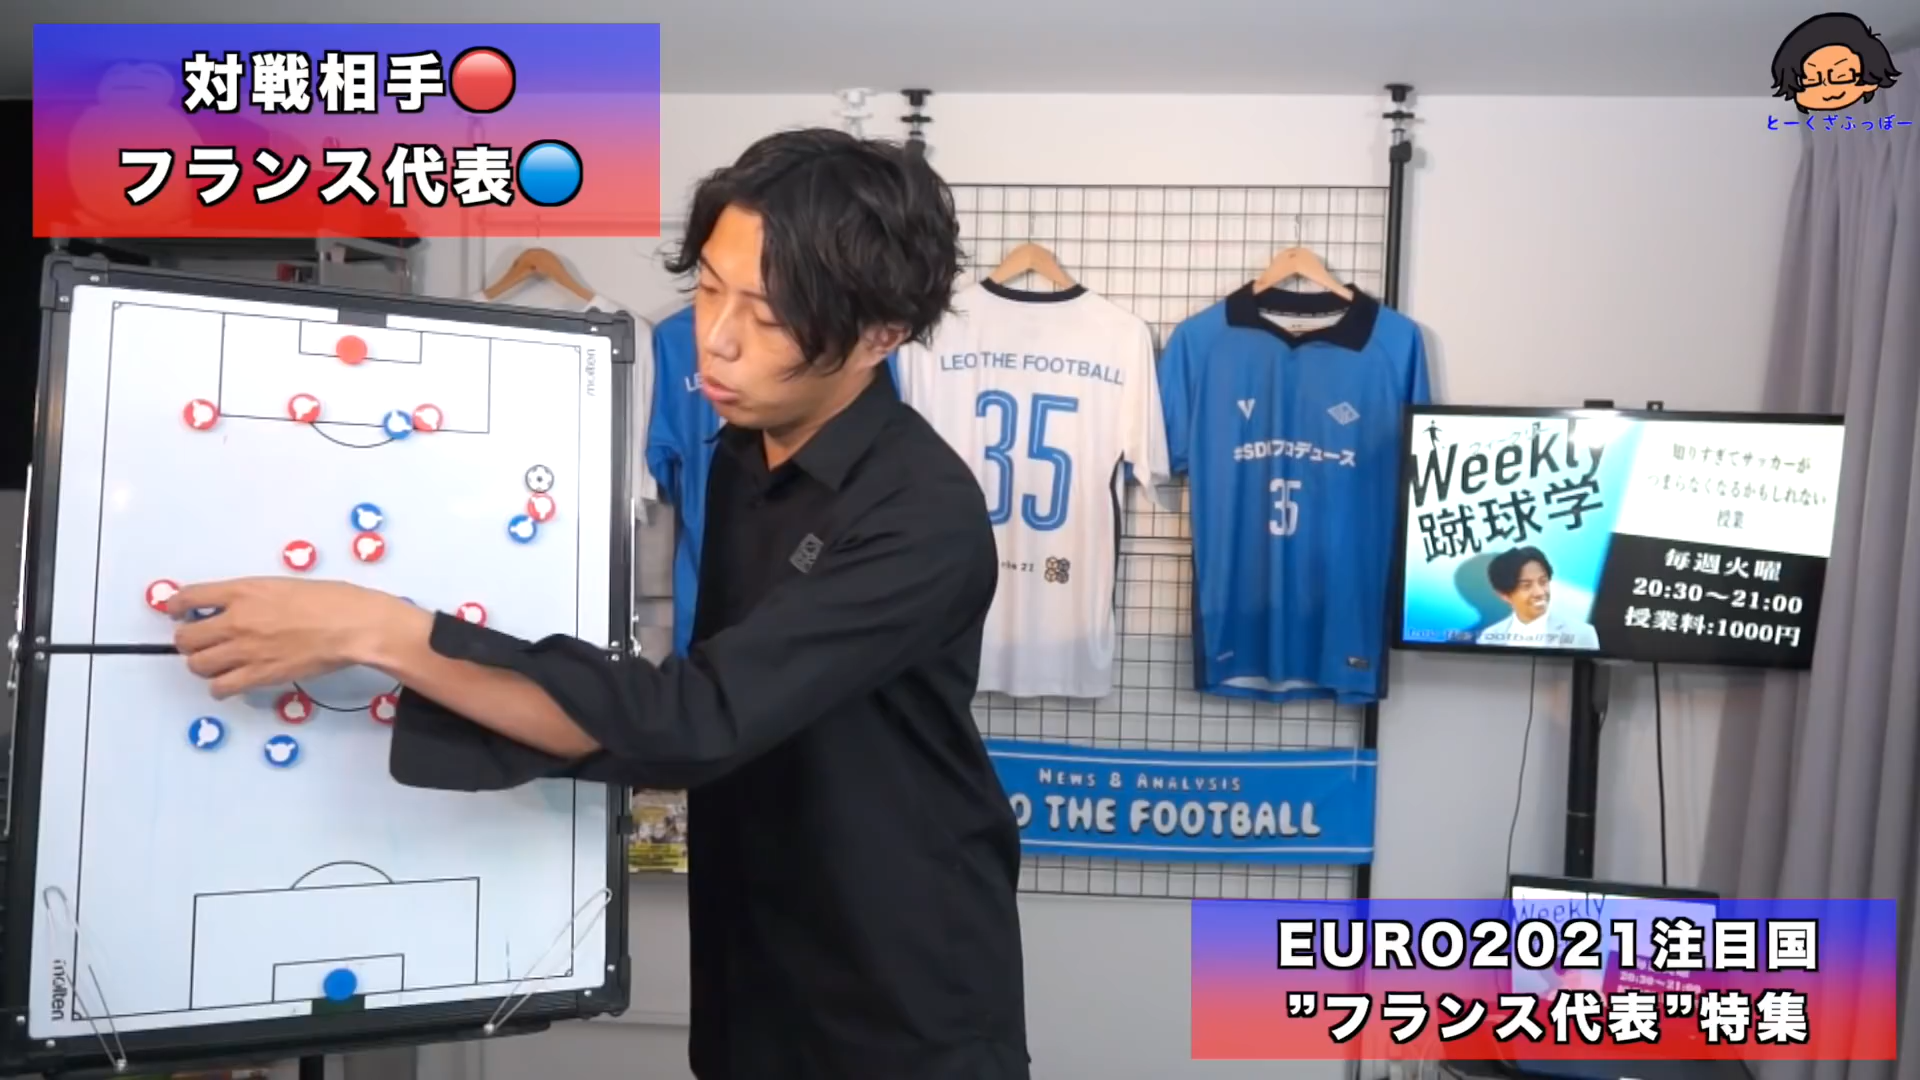 対戦相手🔴
フランス代表🔵
とーくざふっぼー
molten
LEO THE FOOTBALL
35
V
#SDKプロデュース
35
Weekly
蹴球学
知りすぎてサッカーが
つまらなくなるかもしれない
授業
毎週火曜
20:30〜21:00
授業料:1000円
NEWS & ANALYSIS
O THE FOOTBALL
Weekly
EURO2021注目国
”フランス代表”特集
molten